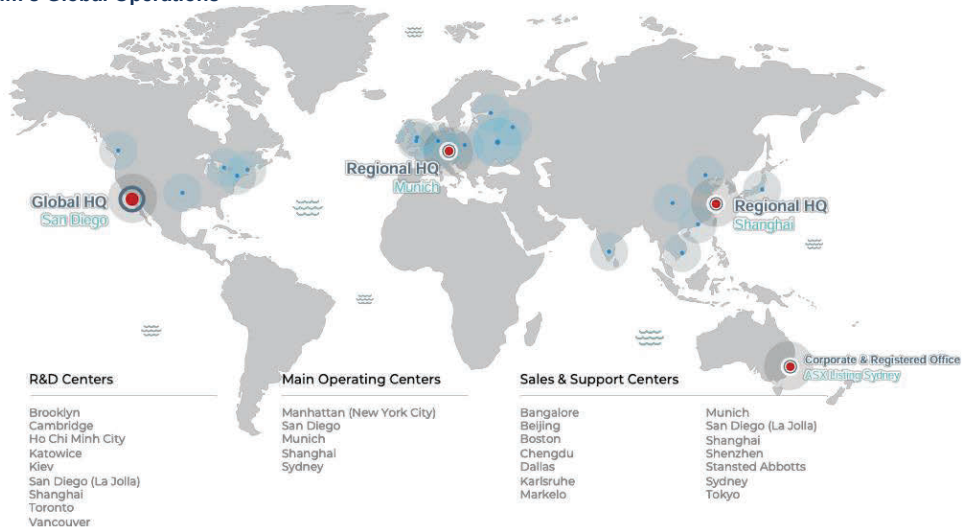 Global Operations
Global HQ
San Diego
Regional HQ
Munich
Regional HQ
Shanghai
Corporate & Registered Office
ASX Listing Sydney
R&D Centers
Brooklyn
Cambridge
Ho Chi Minh City
Katowice
Kiev
San Diego (La Jolla)
Shanghai
Toronto
Vancouver
Main Operating Centers
Manhattan (New York City)
San Diego
Munich
Shanghai
Sydney
Sales & Support Centers
Bangalore
Beijing
Boston
Chengdu
Dallas
Karlsruhe
Markelo
Munich
San Diego (La Jolla)
Shanghai
Shenzhen
Stansted Abbotts
Sydney
Tokyo